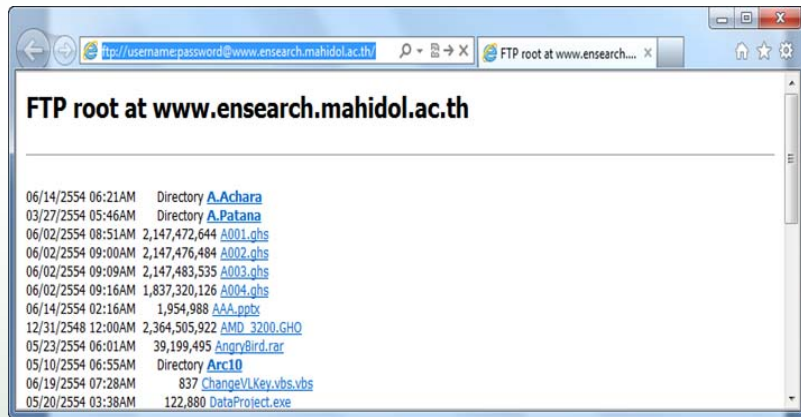 ftp://username:password@www.ensearch.mahidol.ac.th/
FTP root at www.ensearch....
FTP root at www.ensearch.mahidol.ac.th
06/14/2554 06:21AM Directory A.Achara
03/27/2554 05:46AM Directory A.Patana
06/02/2554 08:51AM 2,147,472,644 A001.ghs
06/02/2554 09:00AM 2,147,476,484 A002.ghs
06/02/2554 09:09AM 2,147,483,535 A003.ghs
06/02/2554 09:16AM 1,837,320,126 A004.ghs
06/14/2554 02:16AM 1,954,988 AAA.pptx
12/31/2548 12:00AM 2,364,505,922 AMD_3200.GHO
05/23/2554 06:01AM 39,199,495 AngryBird.rar
05/10/2554 06:55AM Directory Arc10
06/19/2554 07:28AM 837 ChangeVLKey.vbs.vbs
05/20/2554 03:38AM 122,880 DataProject.exe